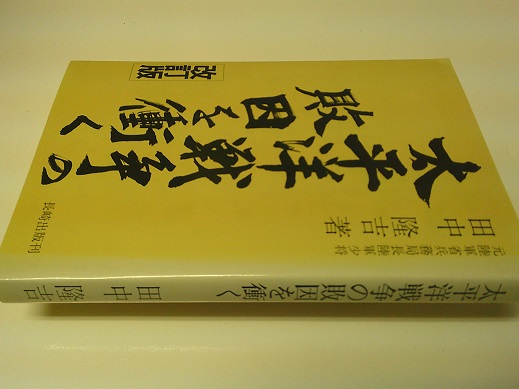 太平洋戦争の
敗因を衝く
改訂版
元陸軍省兵務局長陸軍少将
田中隆吉著
長崎出版刊
太平洋戦争の敗因を衝く
田中隆吉